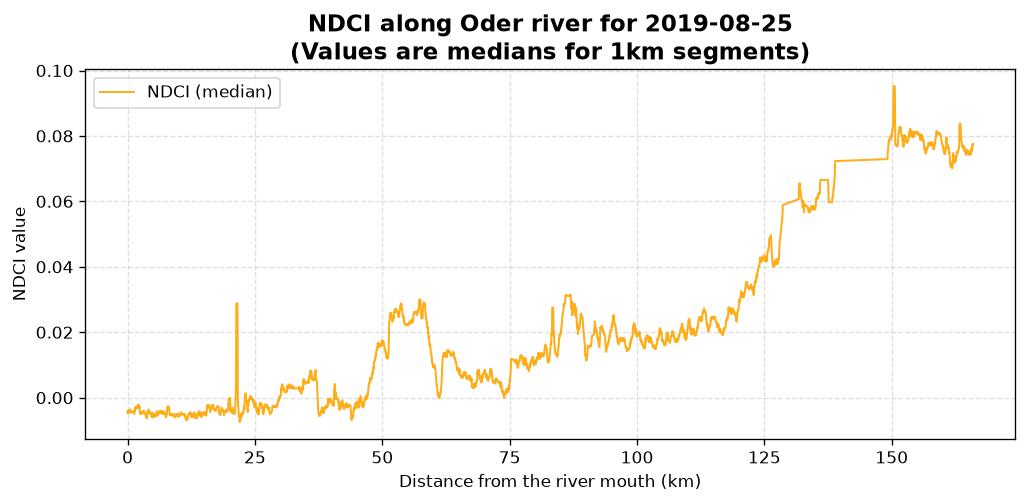 NDCI along Oder river for 2019-08-25
(Values are medians for 1km segments)
NDCI (median)
NDCI value
0.10
0.08
0.06
0.04
0.02
0.00
0 25 50 75 100 125 150
Distance from the river mouth (km)